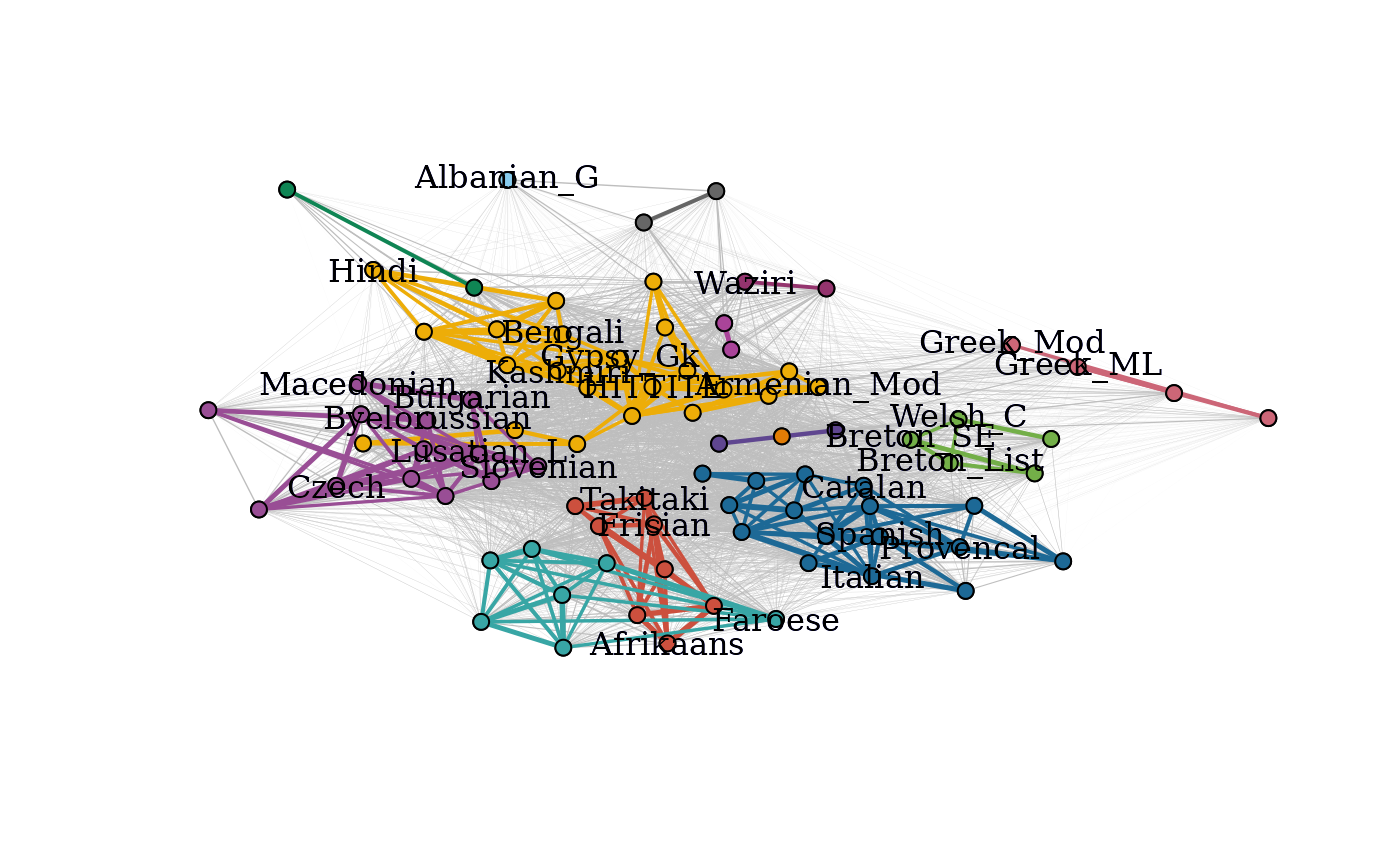 Albanian_G
Hindi
Waziri
Bengali
Greek_Mod
Gypsy_Gk
Greek_ML
Kashmiri
Macedonian
HITTITE
Armenian_Mod
Bulgarian
Byelorussian
Welsh_C
Breton_SE
Lusatian_L
Slovenian
Breton_List
Czech
Catalan
Takitaki
Frisian
Spanish
Provencal
Italian
Faroese
Afrikaans